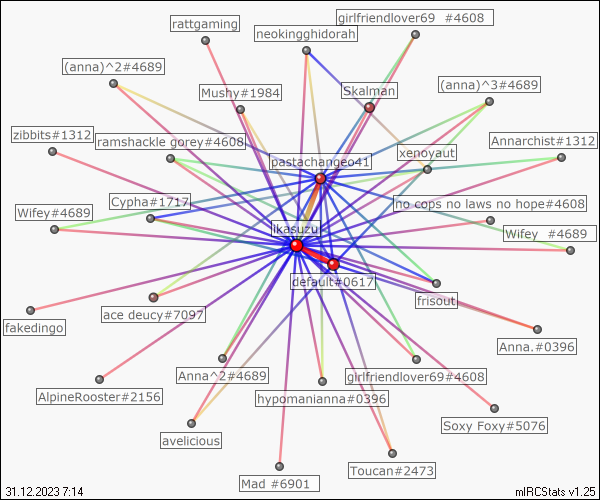 rattgaming
girlfriendlover69 #4608
neokingghidorah
(anna)^2#4689
Mushy#1984
Skalman
(anna)^3#4689
zibbits#1312
ramshackle gorey#4608
Annarchist#1312
pastachangeo41
xenoyaut
Cypha#1717
no cops no laws no hope#4608
Wifey#4689
ikasuzu
Wifey #4689
default#0617
frisout
ace deucy#7097
fakedingo
Anna.#0396
Anna^2#4689
girlfriendlover69#4608
AlpineRooster#2156
hypomanianna#0396
Soxy Foxy#5076
avelicious
Toucan#2473
Mad #6901
31.12.2023 7:14
mIRCStats v1.25